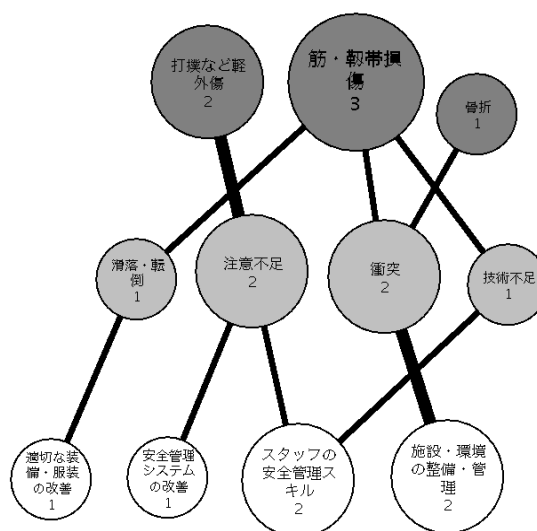 打撲など軽
外傷
2
筋・靭帯損
傷
3
骨折
1
滑落・転
倒
1
注意不足
2
衝突
2
技術不足
1
適切な装
備・服装
の改善
1
安全管理
システム
の改善
1
スタッフの
安全管理ス
キル
2
施設・環境
の整備・管
理
2